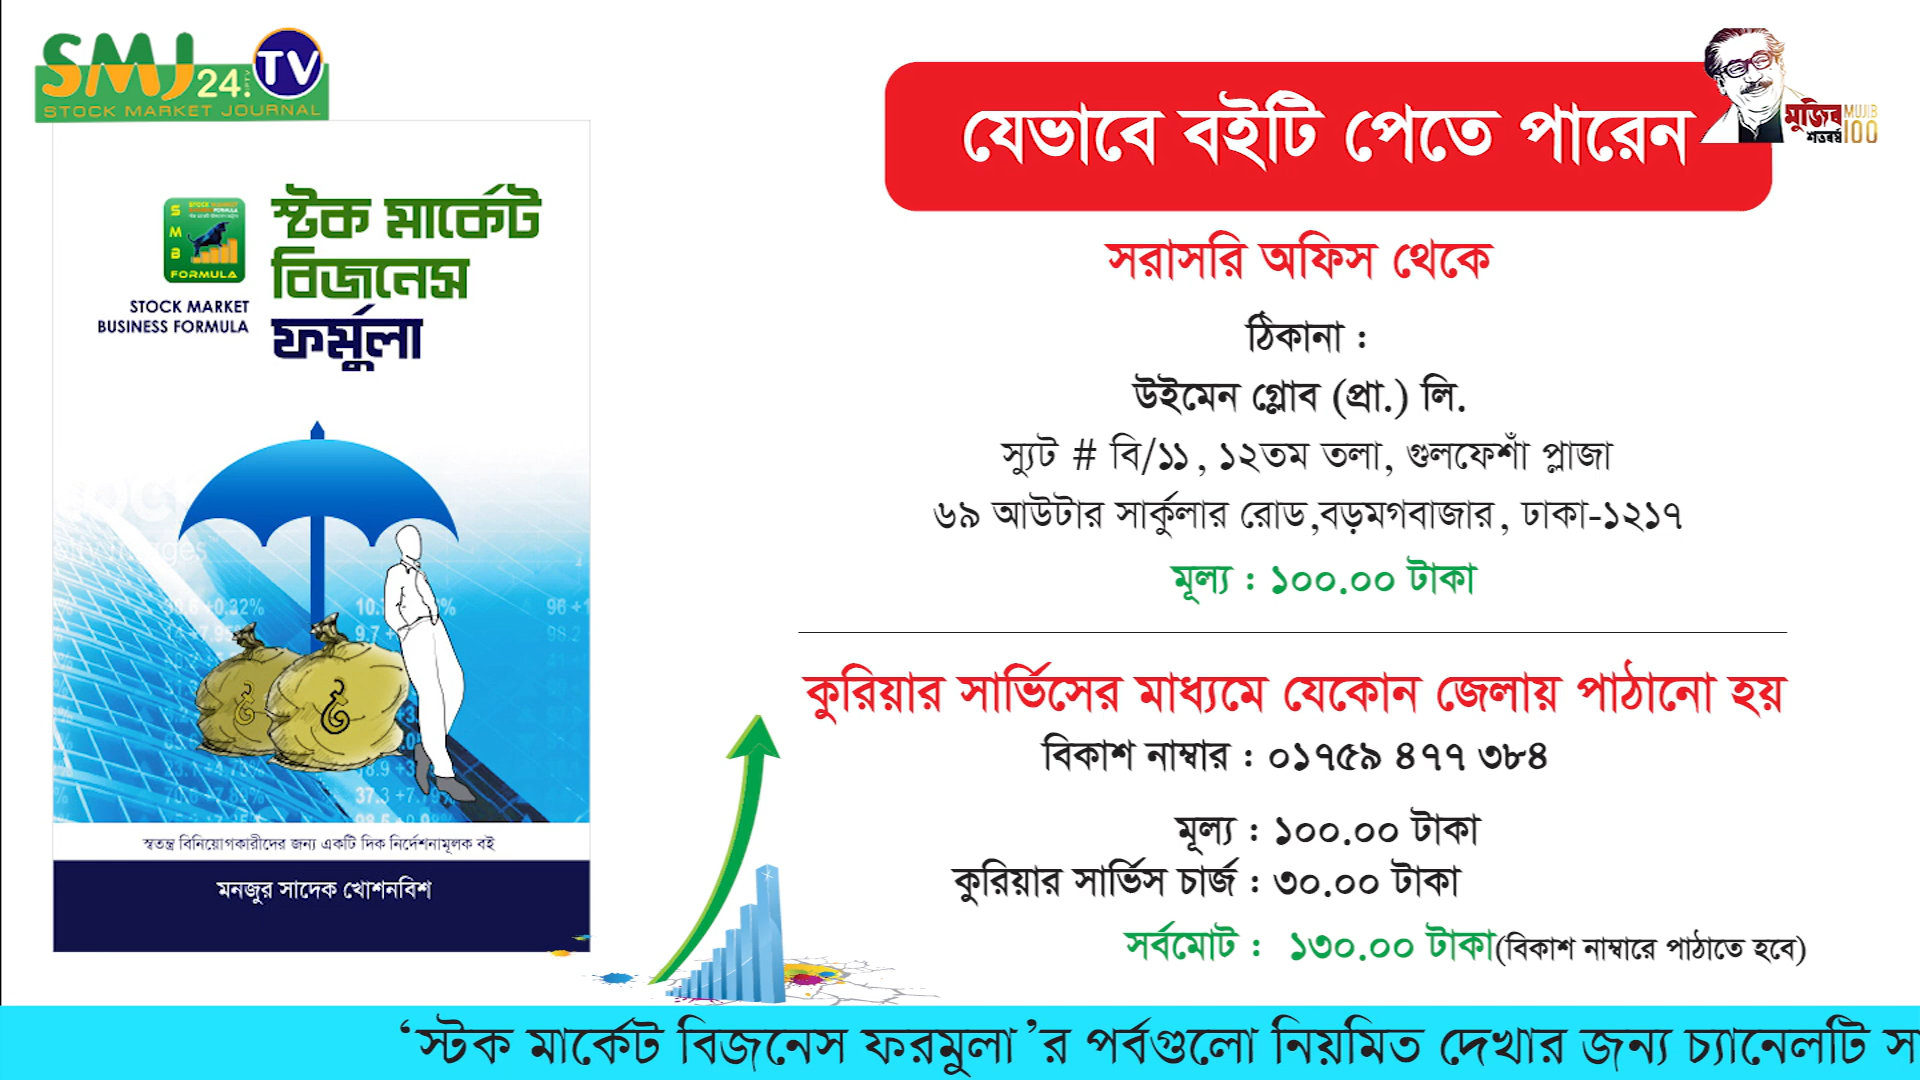 SMJ 24. TV
STOCK MARKET JOURNAL
যেভাবে বইটি পেতে পারেন
মুজিব
শতবর্ষ
MUJIB
100
S
M
B
FORMULA
STOCK MARKET
BUSINESS FORMULA
স্টক মার্কেট
বিজনেস
ফর্মুলা
স্বতন্ত্র বিনিয়োগকারীদের জন্য একটি দিক নির্দেশনামূলক বই
মনজুর সাদেক খোশনবিশ
সরাসরি অফিস থেকে
ঠিকানা :
উইমেন গ্লোব (প্রা.) লি.
স্যুট # বি/১১, ১২তম তলা, গুলফেশাঁ প্লাজা
৬৯ আউটার সার্কুলার রোড,বড়মগবাজার, ঢাকা-১২১৭
মূল্য : ১০০.০০ টাকা
কুরিয়ার সার্ভিসের মাধ্যমে যেকোন জেলায় পাঠানো হয়
বিকাশ নাম্বার : ০১৭৫৯ ৪৭৭ ৩৮৪
মূল্য : ১০০.০০ টাকা
কুরিয়ার সার্ভিস চার্জ : ৩০.০০ টাকা
সর্বমোট : ১৩০.০০ টাকা(বিকাশ নাম্বারে পাঠাতে হবে)
‘স্টক মার্কেট বিজনেস ফরমুলা’র পর্বগুলো নিয়মিত দেখার জন্য চ্যানেলটি